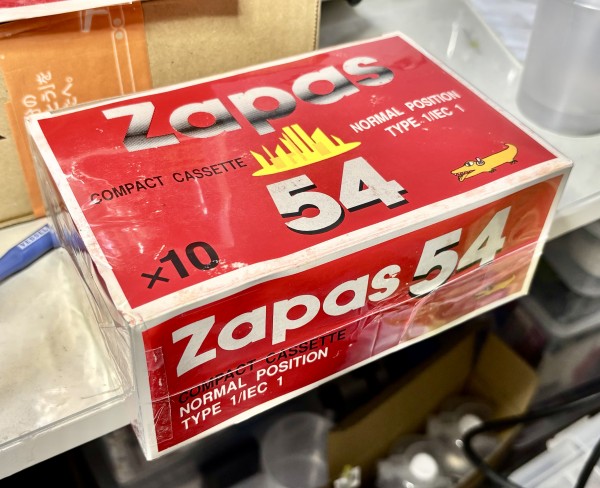 Zapas
COMPACT CASSETTE
NORMAL POSITION
TYPE 1/IEC 1
54
×10
Zapas 54
COMPACT CASSETTE
NORMAL POSITION
TYPE 1/IEC 1